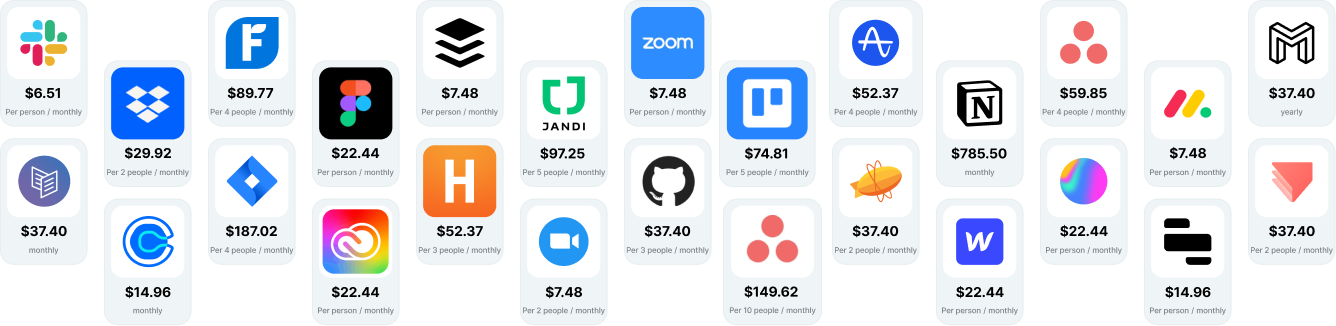 $6.51
Per person / monthly
$37.40
monthly
$29.92
Per 2 people / monthly
$14.96
monthly
$89.77
Per 4 people / monthly
$187.02
Per 4 people / monthly
$22.44
Per person / monthly
$22.44
Per person / monthly
$7.48
Per person / monthly
H
$52.37
Per 3 people / monthly
JANDI
$97.25
Per 5 people / monthly
$7.48
Per 2 people / monthly
zoom
$7.48
Per person / monthly
$37.40
Per 3 people / monthly
$74.81
Per 5 people / monthly
$149.62
Per 10 people / monthly
$52.37
Per 4 people / monthly
$37.40
Per 2 people / monthly
N
$785.50
monthly
W
$22.44
Per person / monthly
$59.85
Per 4 people / monthly
$22.44
Per person / monthly
$7.48
Per person / monthly
$14.96
Per person / monthly
$37.40
yearly
$37.40
Per 2 people / monthly